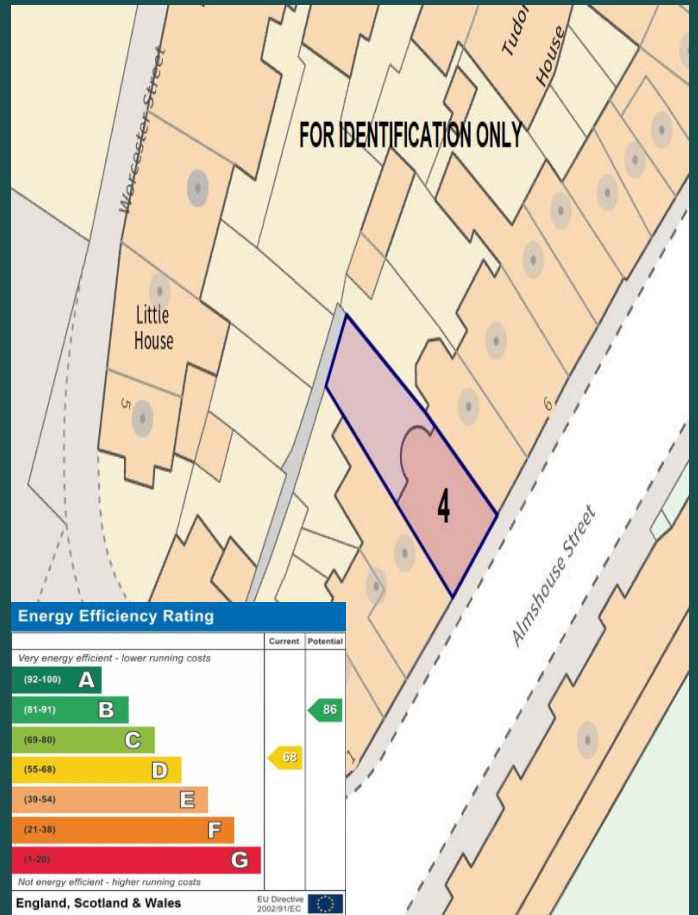 Tudor
House
FOR IDENTIFICATION ONLY
Worcester Street
Little
House
5
6
4
Almshouse Street
1
Energy Efficiency Rating
Current Potential
Very energy efficient - lower running costs
(92-100) A
(81-91) B 86
(69-80) C
(55-68) D 68
(39-54) E
(21-38) F
(1-20) G
Not energy efficient - higher running costs
England, Scotland & Wales
EU Directive
2002/91/EC